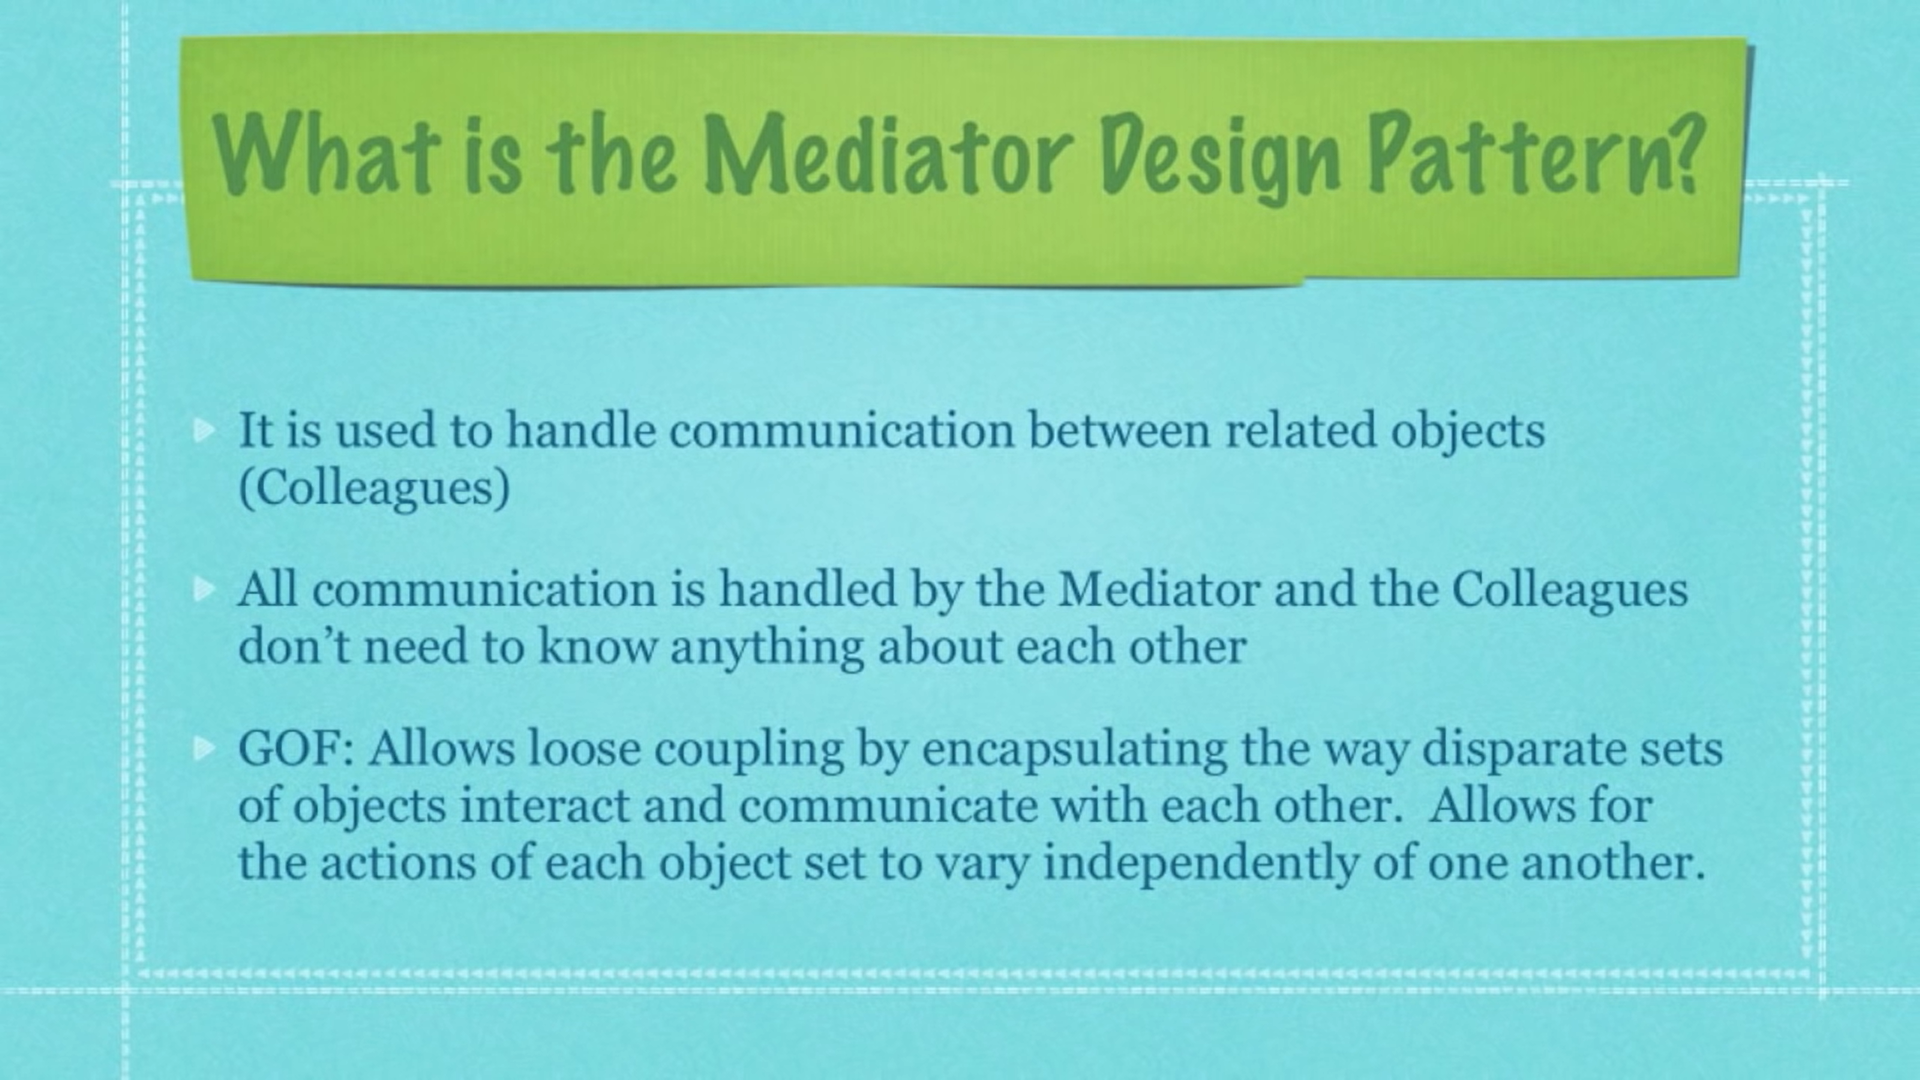 What is the Mediator Design Pattern?
It is used to handle communication between related objects
(Colleagues)
All communication is handled by the Mediator and the Colleagues
don’t need to know anything about each other
GOF: Allows loose coupling by encapsulating the way disparate sets
of objects interact and communicate with each other.  Allows for
the actions of each object set to vary independently of one another.